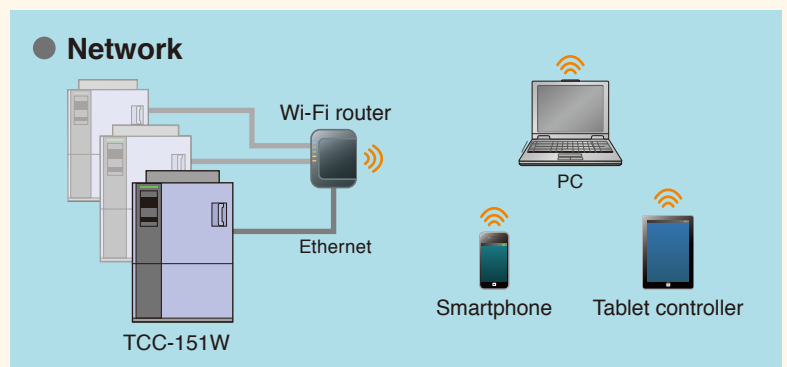 Network
Wi-Fi router
PC
Ethernet
Smartphone
Tablet controller
TCC-151W